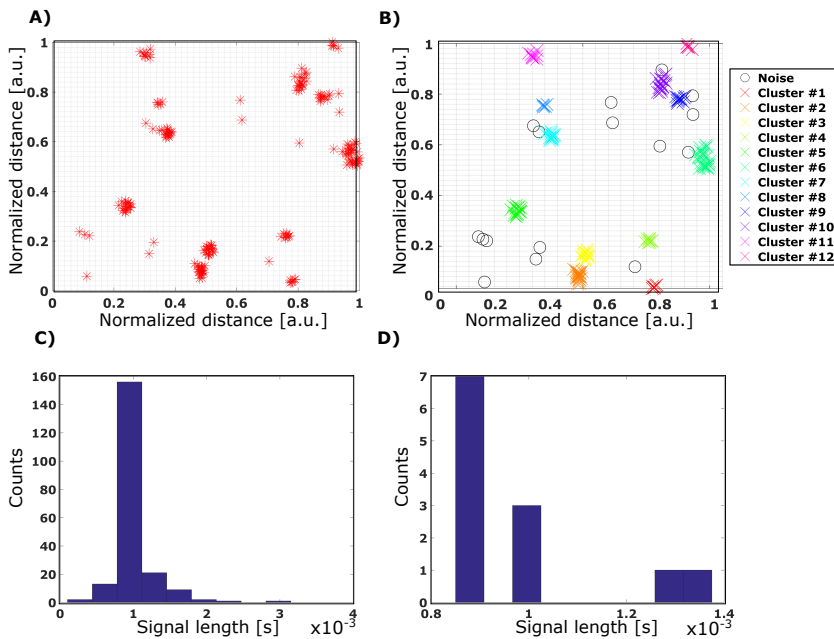 A)
Normalized distance [a.u.]
1
0.8
0.6
0.4
0.2
0
0
0.2
0.4
0.6
0.8
1
Normalized distance [a.u.]
B)
Normalized distance [a.u.]
1
0.8
0.6
0.4
0.2
0
0
0.2
0.4
0.6
0.8
1
Normalized distance [a.u.]
Noise
Cluster #1
Cluster #2
Cluster #3
Cluster #4
Cluster #5
Cluster #6
Cluster #7
Cluster #8
Cluster #9
Cluster #10
Cluster #11
Cluster #12
C)
Counts
160
140
120
100
80
60
40
20
0
0
1
2
3
4
Signal length [s]
x10-3
D)
Counts
7
6
5
4
3
2
1
0
0.8
1
1.2
1.4
Signal length [s]
x10-3